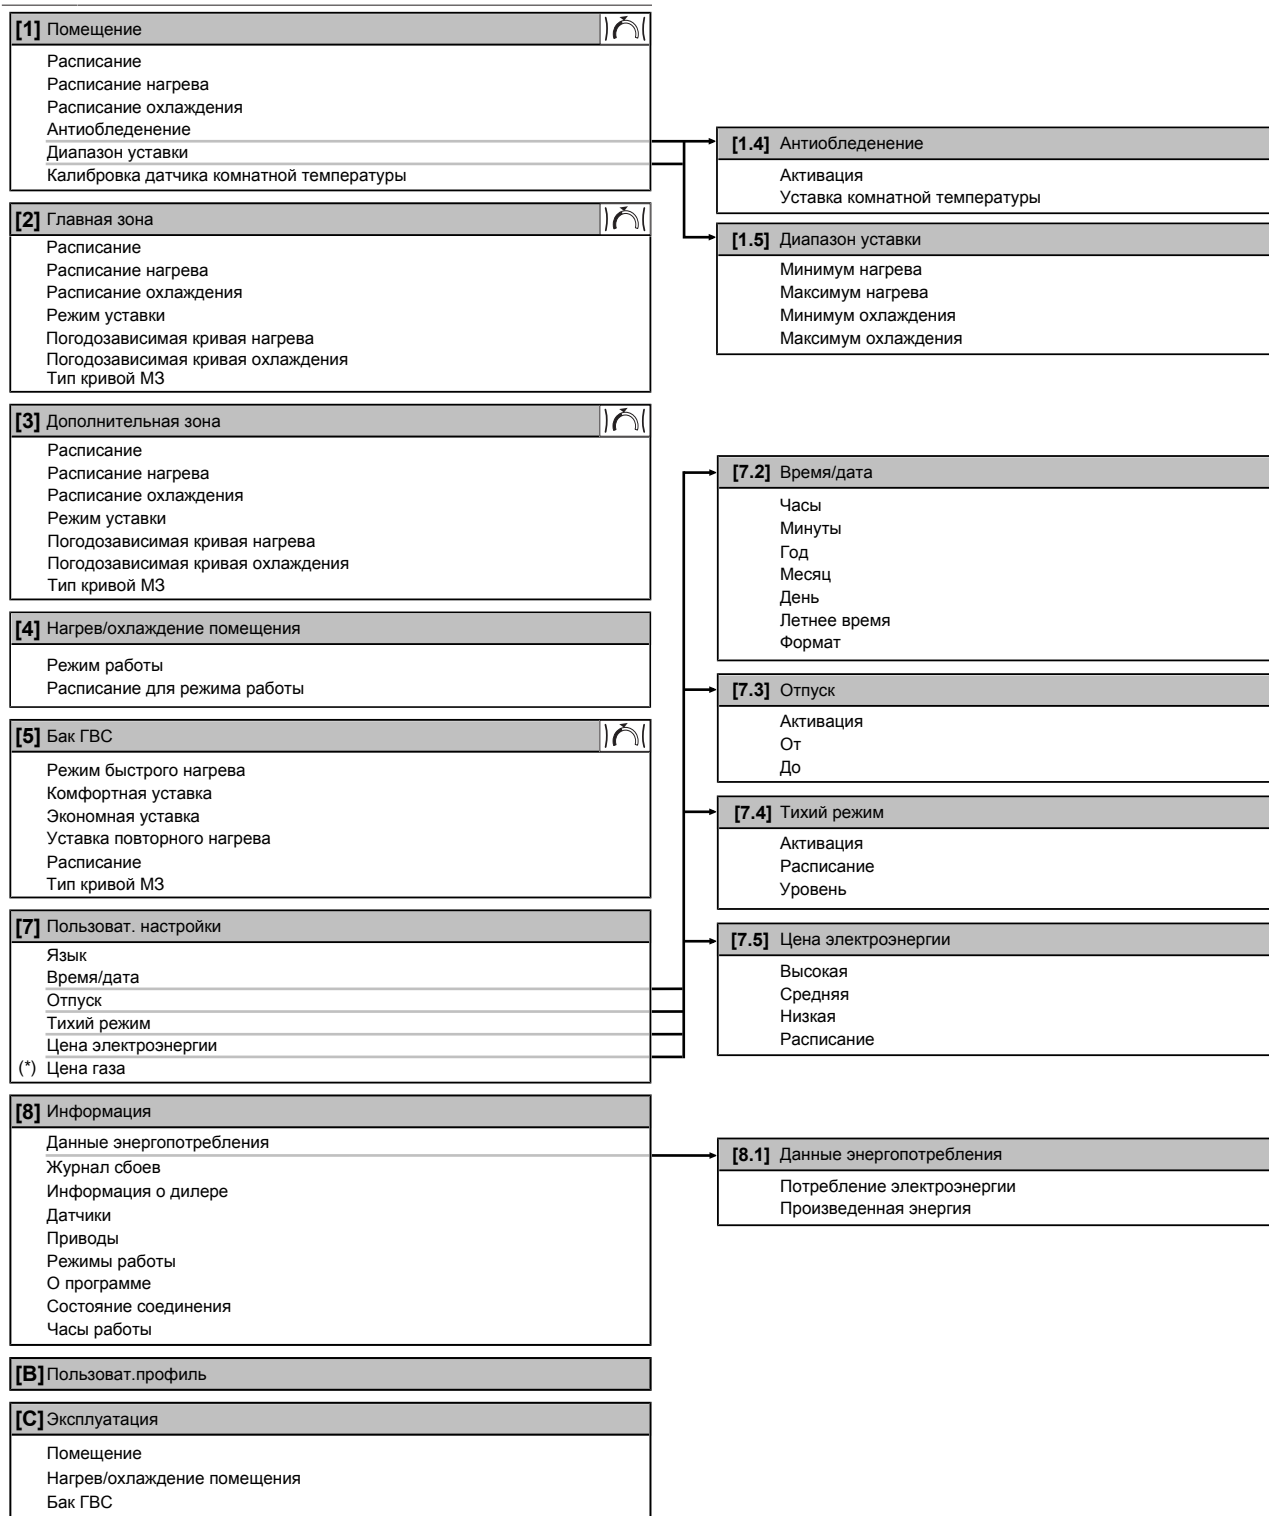 [1] Помещение
Расписание
Расписание нагрева
Расписание охлаждения
Антиобледенение
Диапазон уставки
Калибровка датчика комнатной температуры
[2] Главная зона
Расписание
Расписание нагрева
Расписание охлаждения
Режим уставки
Погодозависимая кривая нагрева
Погодозависимая кривая охлаждения
Тип кривой МЗ
[3] Дополнительная зона
Расписание
Расписание нагрева
Расписание охлаждения
Режим уставки
Погодозависимая кривая нагрева
Погодозависимая кривая охлаждения
Тип кривой МЗ
[4] Нагрев/охлаждение помещения
Режим работы
Расписание для режима работы
[5] Бак ГВС
Режим быстрого нагрева
Комфортная уставка
Экономная уставка
Уставка повторного нагрева
Расписание
Тип кривой МЗ
[7] Пользоват. настройки
Язык
Время/дата
Отпуск
Тихий режим
Цена электроэнергии
(*) Цена газа
[8] Информация
Данные энергопотребления
Журнал сбоев
Информация о дилере
Датчики
Приводы
Режимы работы
О программе
Состояние соединения
Часы работы
[B] Пользоват.профиль
[C] Эксплуатация
Помещение
Нагрев/охлаждение помещения
Бак ГВС
[1.4] Антиобледенение
Активация
Уставка комнатной температуры
[1.5] Диапазон уставки
Минимум нагрева
Максимум нагрева
Минимум охлаждения
Максимум охлаждения
[7.2] Время/дата
Часы
Минуты
Год
Месяц
День
Летнее время
Формат
[7.3] Отпуск
Активация
От
До
[7.4] Тихий режим
Активация
Расписание
Уровень
[7.5] Цена электроэнергии
Высокая
Средняя
Низкая
Расписание
[8.1] Данные энергопотребления
Потребление электроэнергии
Произведенная энергия